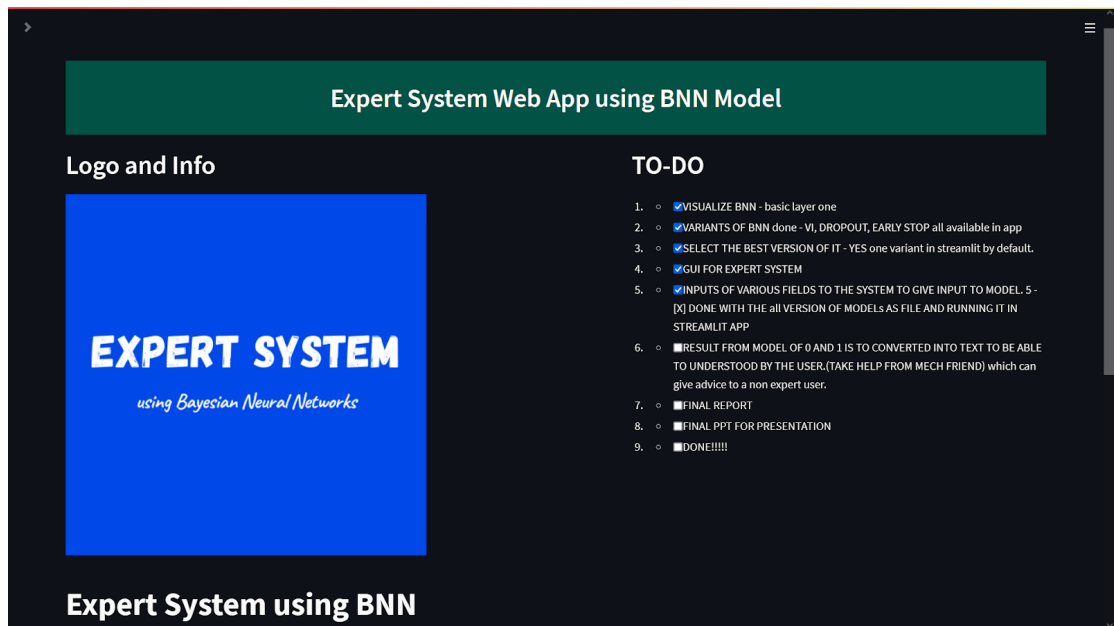 Expert System Web App using BNN Model
Logo and Info
EXPERT SYSTEM
using Bayesian Neural Networks
Expert System using BNN
TO-DO
1. VISUALIZE BNN - basic layer one
2. VARIANTS OF BNN done - VI, DROPOUT, EARLY STOP all available in app
3. SELECT THE BEST VERSION OF IT - YES one variant in streamlit by default.
4. GUI FOR EXPERT SYSTEM
5. INPUTS OF VARIOUS FIELDS TO THE SYSTEM TO GIVE INPUT TO MODEL. 5 -
[X] DONE WITH THE all VERSION OF MODELs AS FILE AND RUNNING IT IN
STREAMLIT APP
6. RESULT FROM MODEL OF 0 AND 1 IS TO CONVERTED INTO TEXT TO BE ABLE
TO UNDERSTOOD BY THE USER.(TAKE HELP FROM MECH FRIEND) which can
give advice to a non expert user.
7. FINAL REPORT
8. FINAL PPT FOR PRESENTATION
9. DONE!!!!!